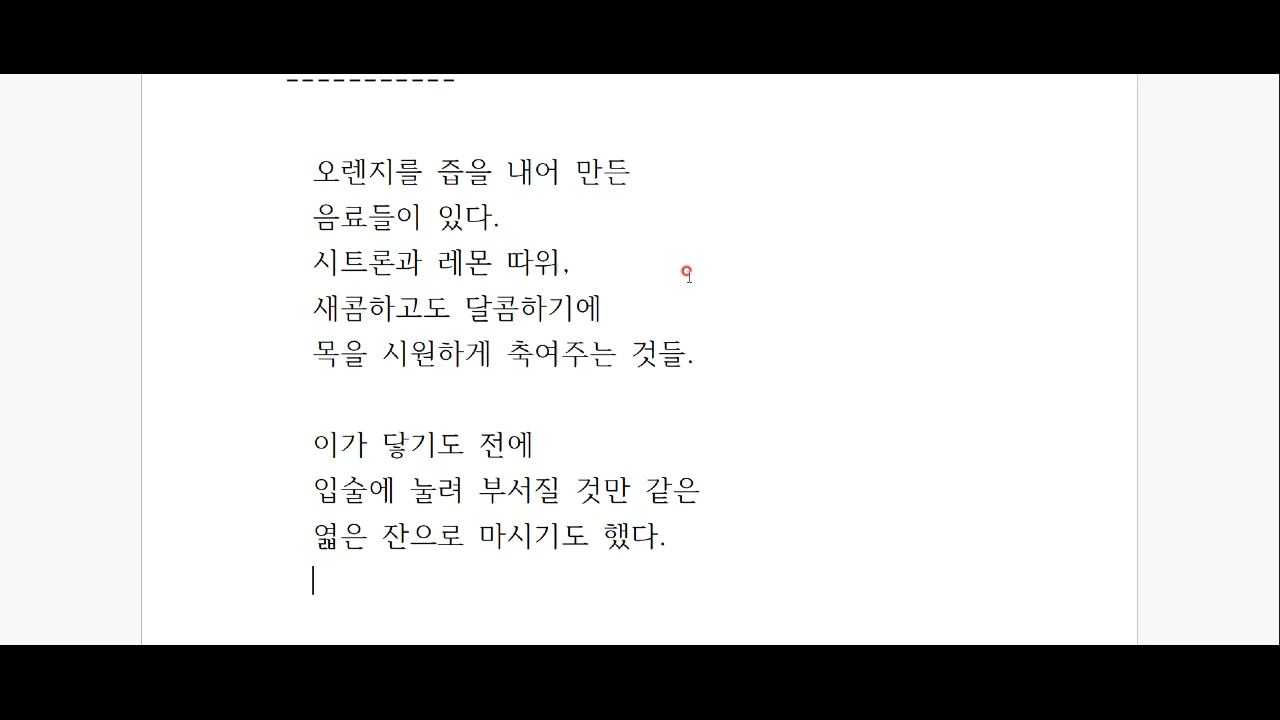 -----------
오렌지를 즙을 내어 만든
음료들이 있다.
시트론과 레몬 따위,
새콤하고도 달콤하기에
목을 시원하게 축여주는 것들.
이가 닿기도 전에
입술에 눌려 부서질 것만 같은
엷은 잔으로 마시기도 했다.